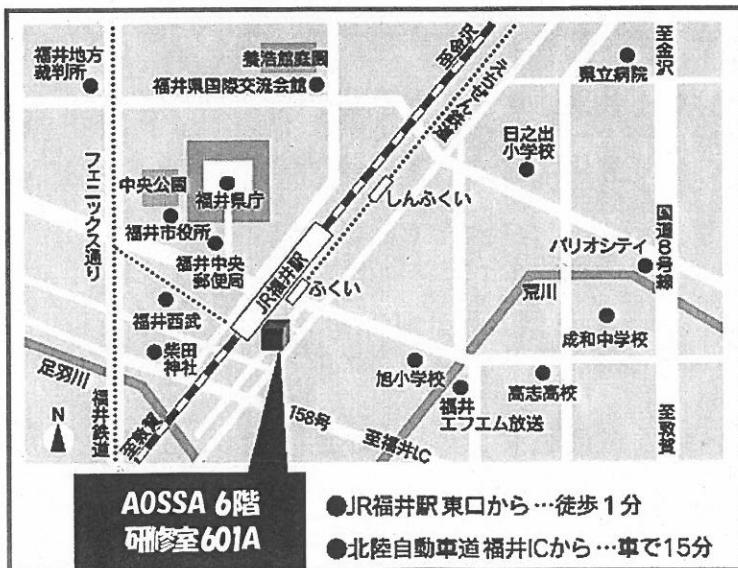 福井地方
裁判所
養浩館庭園
福井県国際交流会館
至金沢
えちぜん鉄道
県立病院
至金沢
日之出
小学校
中央公園
福井県庁
しんふくい
フェニックス通り
福井市役所
福井中央
郵便局
JR福井駅
ふくい
パリオシティ
国道8号線
荒川
福井西武
柴田
神社
足羽川
成和中学校
旭小学校
高志高校
福井
エフエム放送
158号
至福井IC
福井鉄道
至敦賀
至敦賀
N
AOSSA 6階
研修室601A
●JR福井駅 東口から…徒歩1分
●北陸自動車道 福井ICから…車で15分